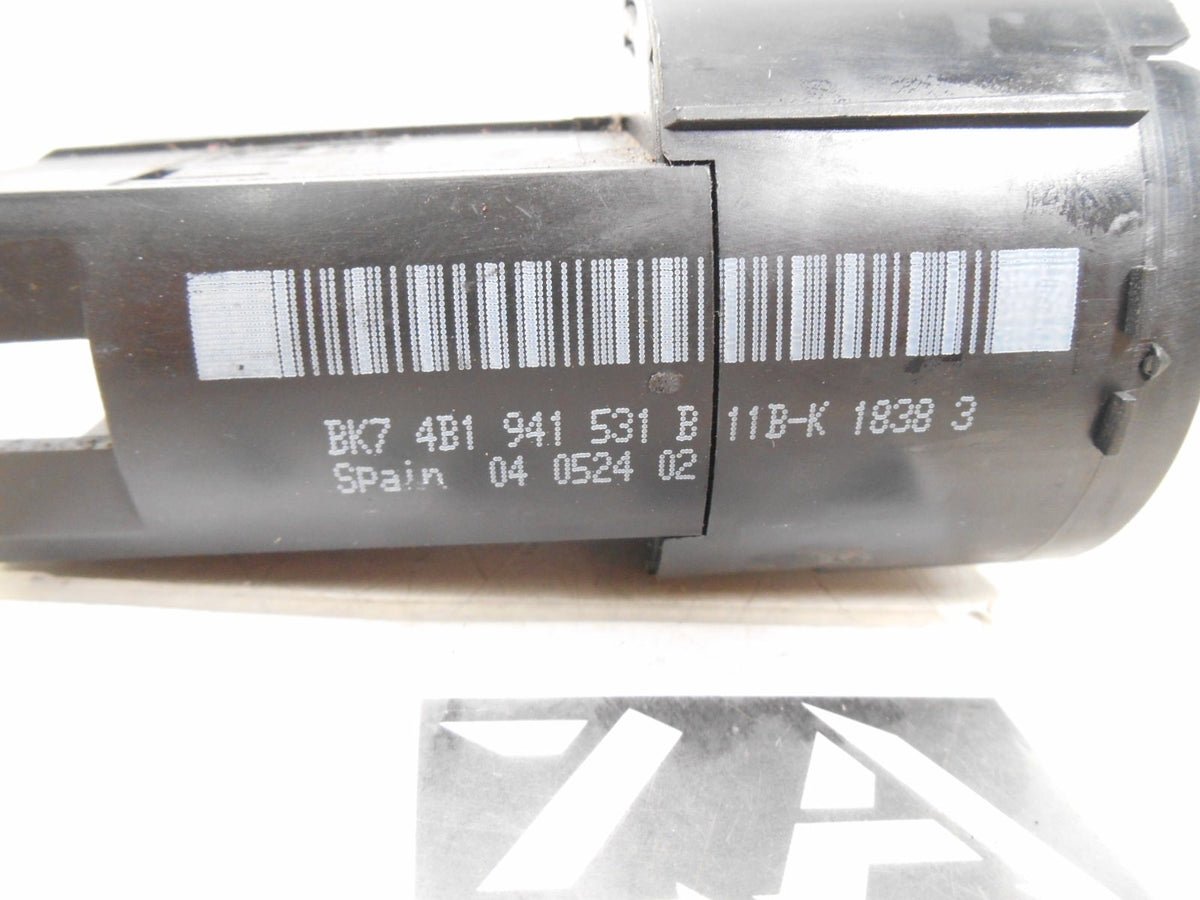 BK7 4B1 941 531 B 11B-K 1838 3
Spain 04 0524 02